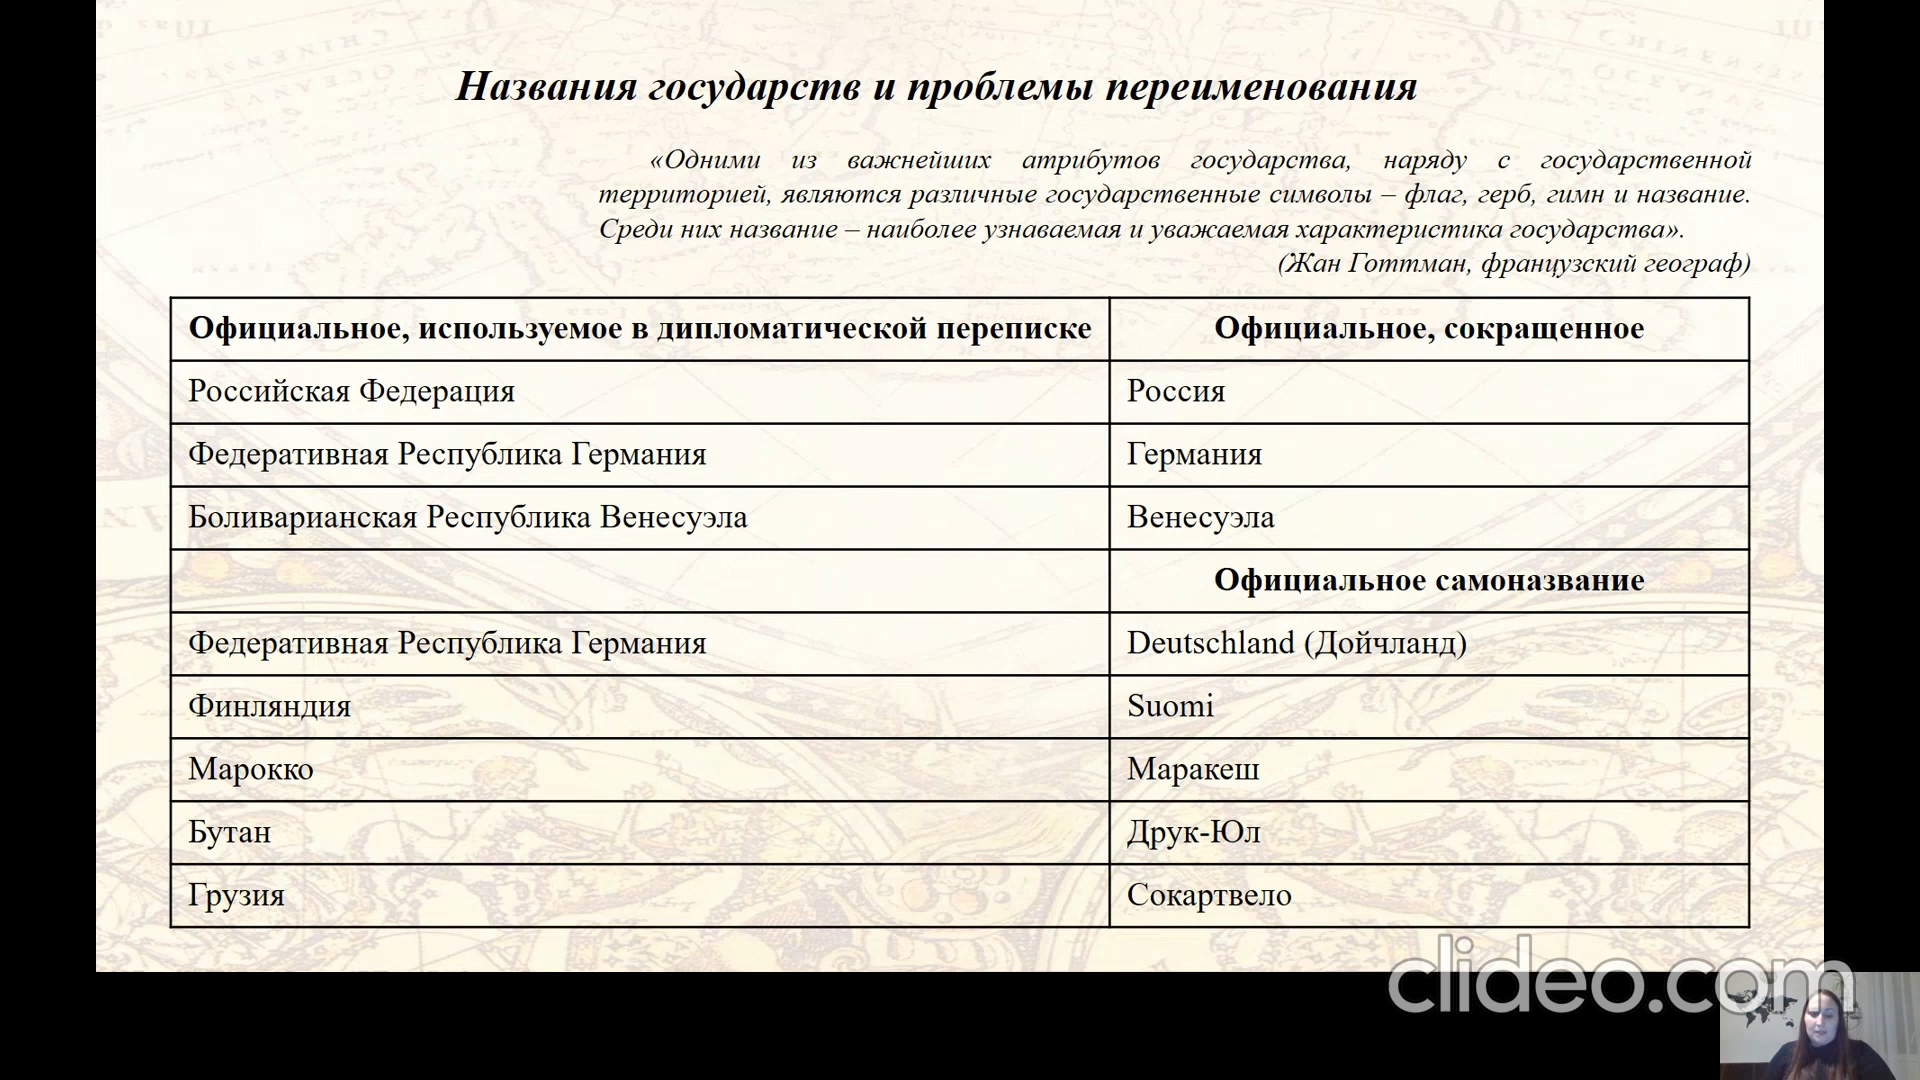 Названия государств и проблемы переименования
«Одними из важнейших атрибутов государства, наряду с государственной
территорией, являются различные государственные символы – флаг, герб, гимн и название.
Среди них название – наиболее узнаваемая и уважаемая характеристика государства».
(Жан Готтман, французский географ)
Официальное, используемое в дипломатической переписке Официальное, сокращенное
Российская Федерация Россия
Федеративная Республика Германия Германия
Боливарианская Республика Венесуэла Венесуэла
Официальное самоназвание
Федеративная Республика Германия Deutschland (Дойчланд)
Финляндия Suomi
Марокко Маракеш
Бутан Друк-Юл
Грузия Сокартвело
clideo.com